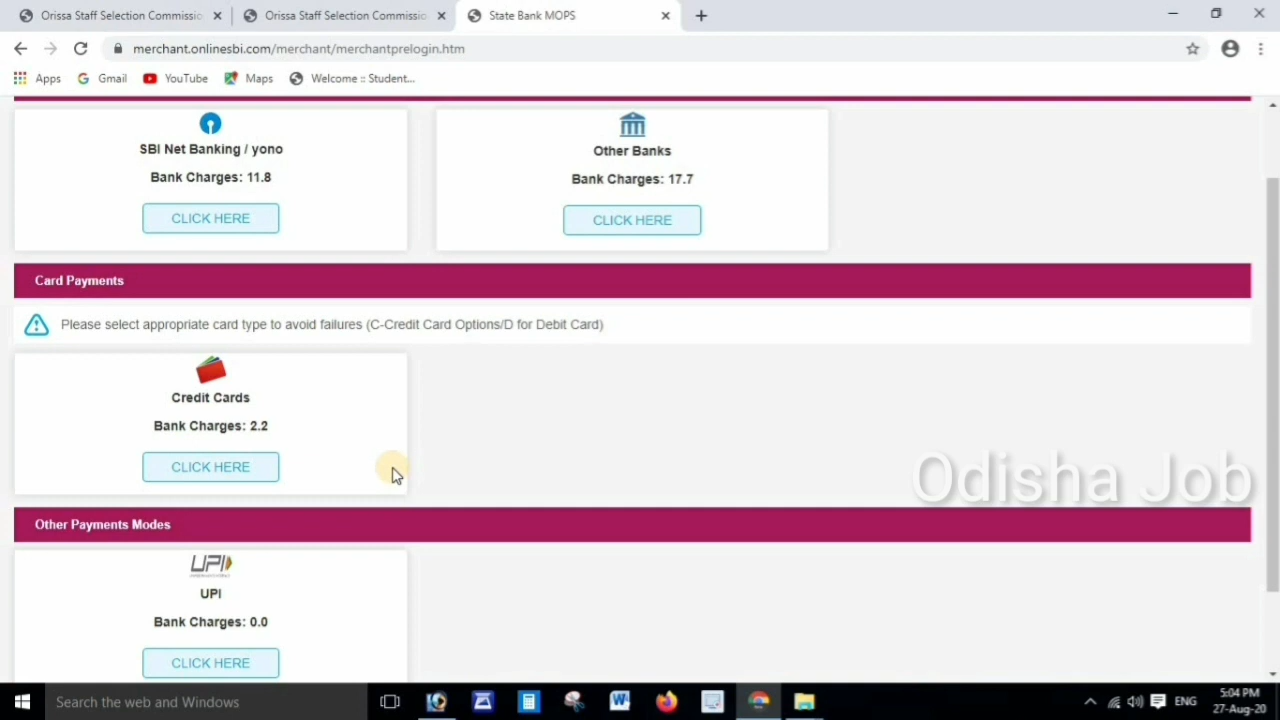 Orissa Staff Selection Commissio
Orissa Staff Selection Commissio
State Bank MOPS
merchant.onlinesbi.com/merchant/merchantprelogin.htm
Apps
Gmail
YouTube
Maps
Welcome :: Student...
SBI Net Banking / yono
Bank Charges: 11.8
CLICK HERE
Other Banks
Bank Charges: 17.7
CLICK HERE
Card Payments
Please select appropriate card type to avoid failures (C-Credit Card Options/D for Debit Card)
Credit Cards
Bank Charges: 2.2
CLICK HERE
Odisha Job
Other Payments Modes
UPI
UPI
Bank Charges: 0.0
CLICK HERE
Search the web and Windows
ENG
5:04 PM
27-Aug-20